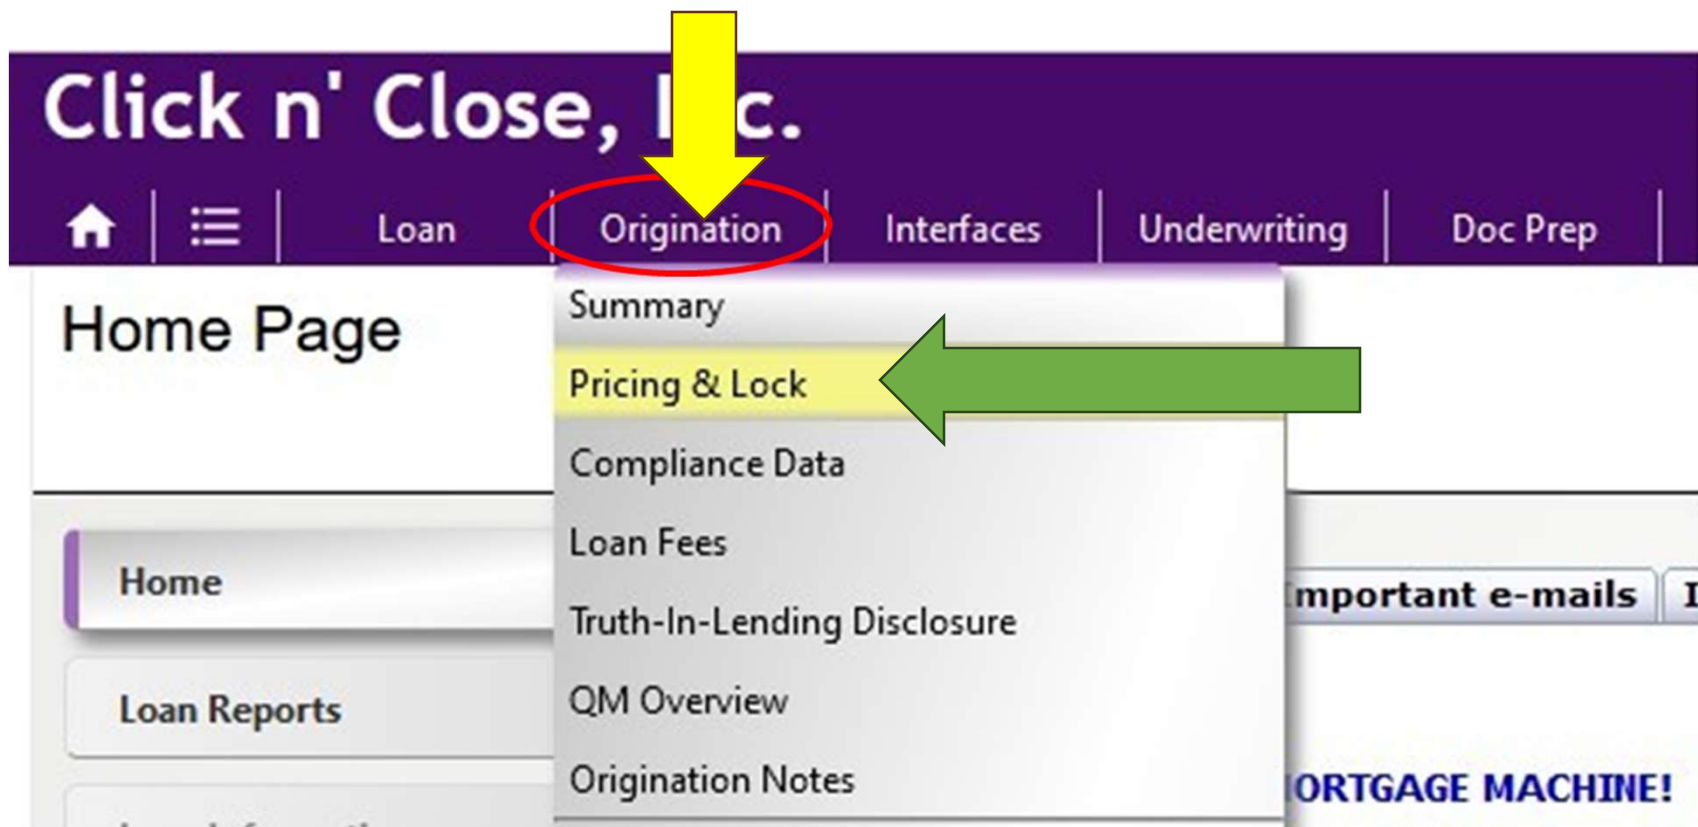 Click n' Close, I c.
Loan Origination Interfaces Underwriting Doc Prep
Home Page
Summary
Pricing & Lock
Compliance Data
Loan Fees
Truth-In-Lending Disclosure
QM Overview
Origination Notes
Home
Loan Reports
mportant e-mails I
ORTGAGE MACHINE!